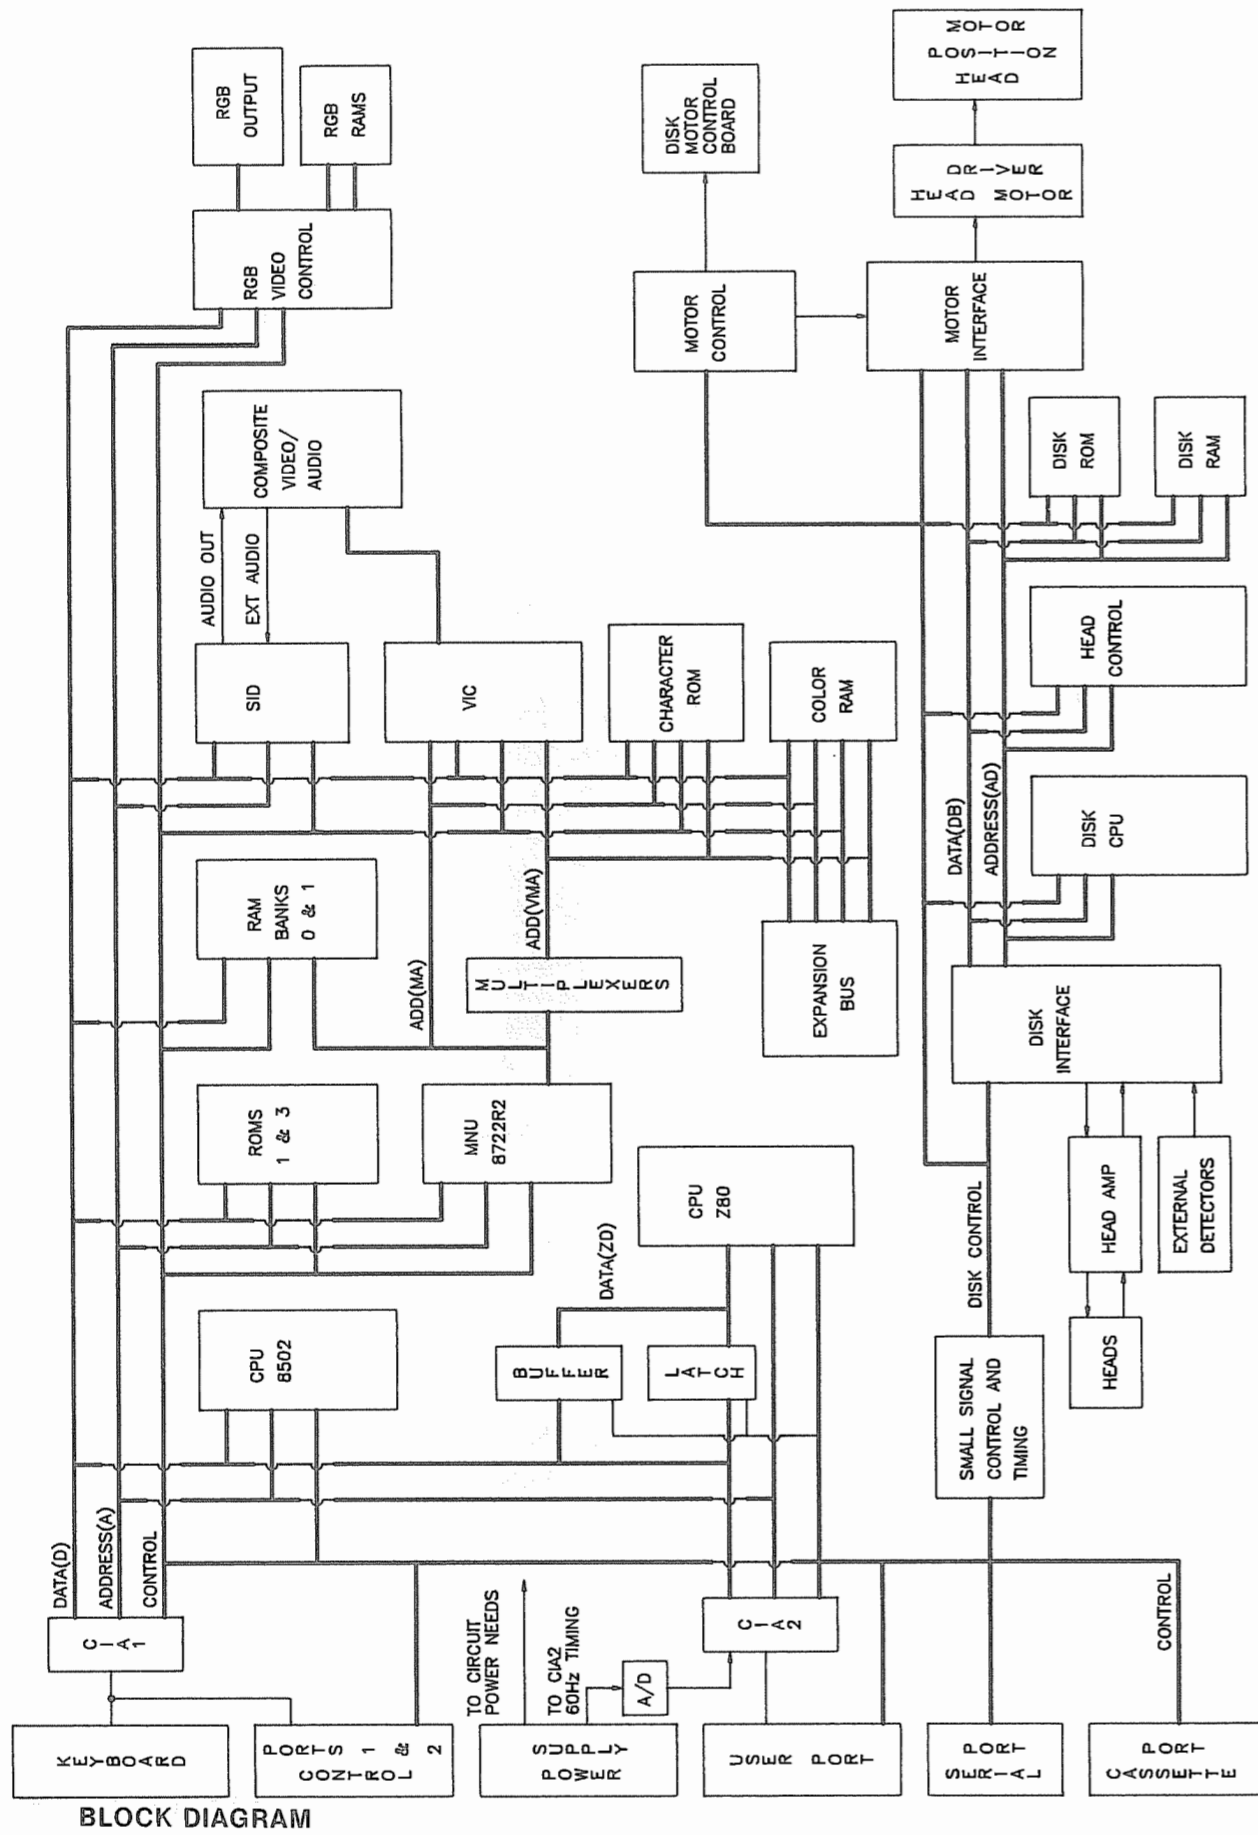 BLOCK DIAGRAM
KEYBOARD
CONTROL
PORTS 1 & 2
POWER
SUPPLY
USER PORT
SERIAL
PORT
CASSETTE
PORT
CIA1
DATA(D)
ADDRESS(A)
CONTROL
TO CIRCUIT
POWER NEEDS
TO CIA2
60Hz TIMING
A/D
CIA2
CONTROL
CPU
8502
BUFFER
LATCH
DATA(ZD)
CPU
Z80
SMALL SIGNAL
CONTROL AND
TIMING
DISK CONTROL
HEADS
HEAD AMP
EXTERNAL
DETECTORS
ROMS
1 & 3
MNU
8722R2
RAM
BANKS
0 & 1
ADD(MA)
MULTIPLEXERS
ADD(VMA)
EXPANSION
BUS
DISK
INTERFACE
DATA(DB)
ADDRESS(AD)
DISK
CPU
SID
VIC
CHARACTER
ROM
COLOR
RAM
HEAD
CONTROL
AUDIO OUT
EXT AUDIO
COMPOSITE
VIDEO/
AUDIO
DISK
ROM
DISK
RAM
RGB
VIDEO
CONTROL
MOTOR
CONTROL
MOTOR
INTERFACE
RGB
OUTPUT
RGB
RAMS
DISK
MOTOR
CONTROL
BOARD
HEAD
DRIVER
MOTOR
HEAD
POSITION
MOTOR